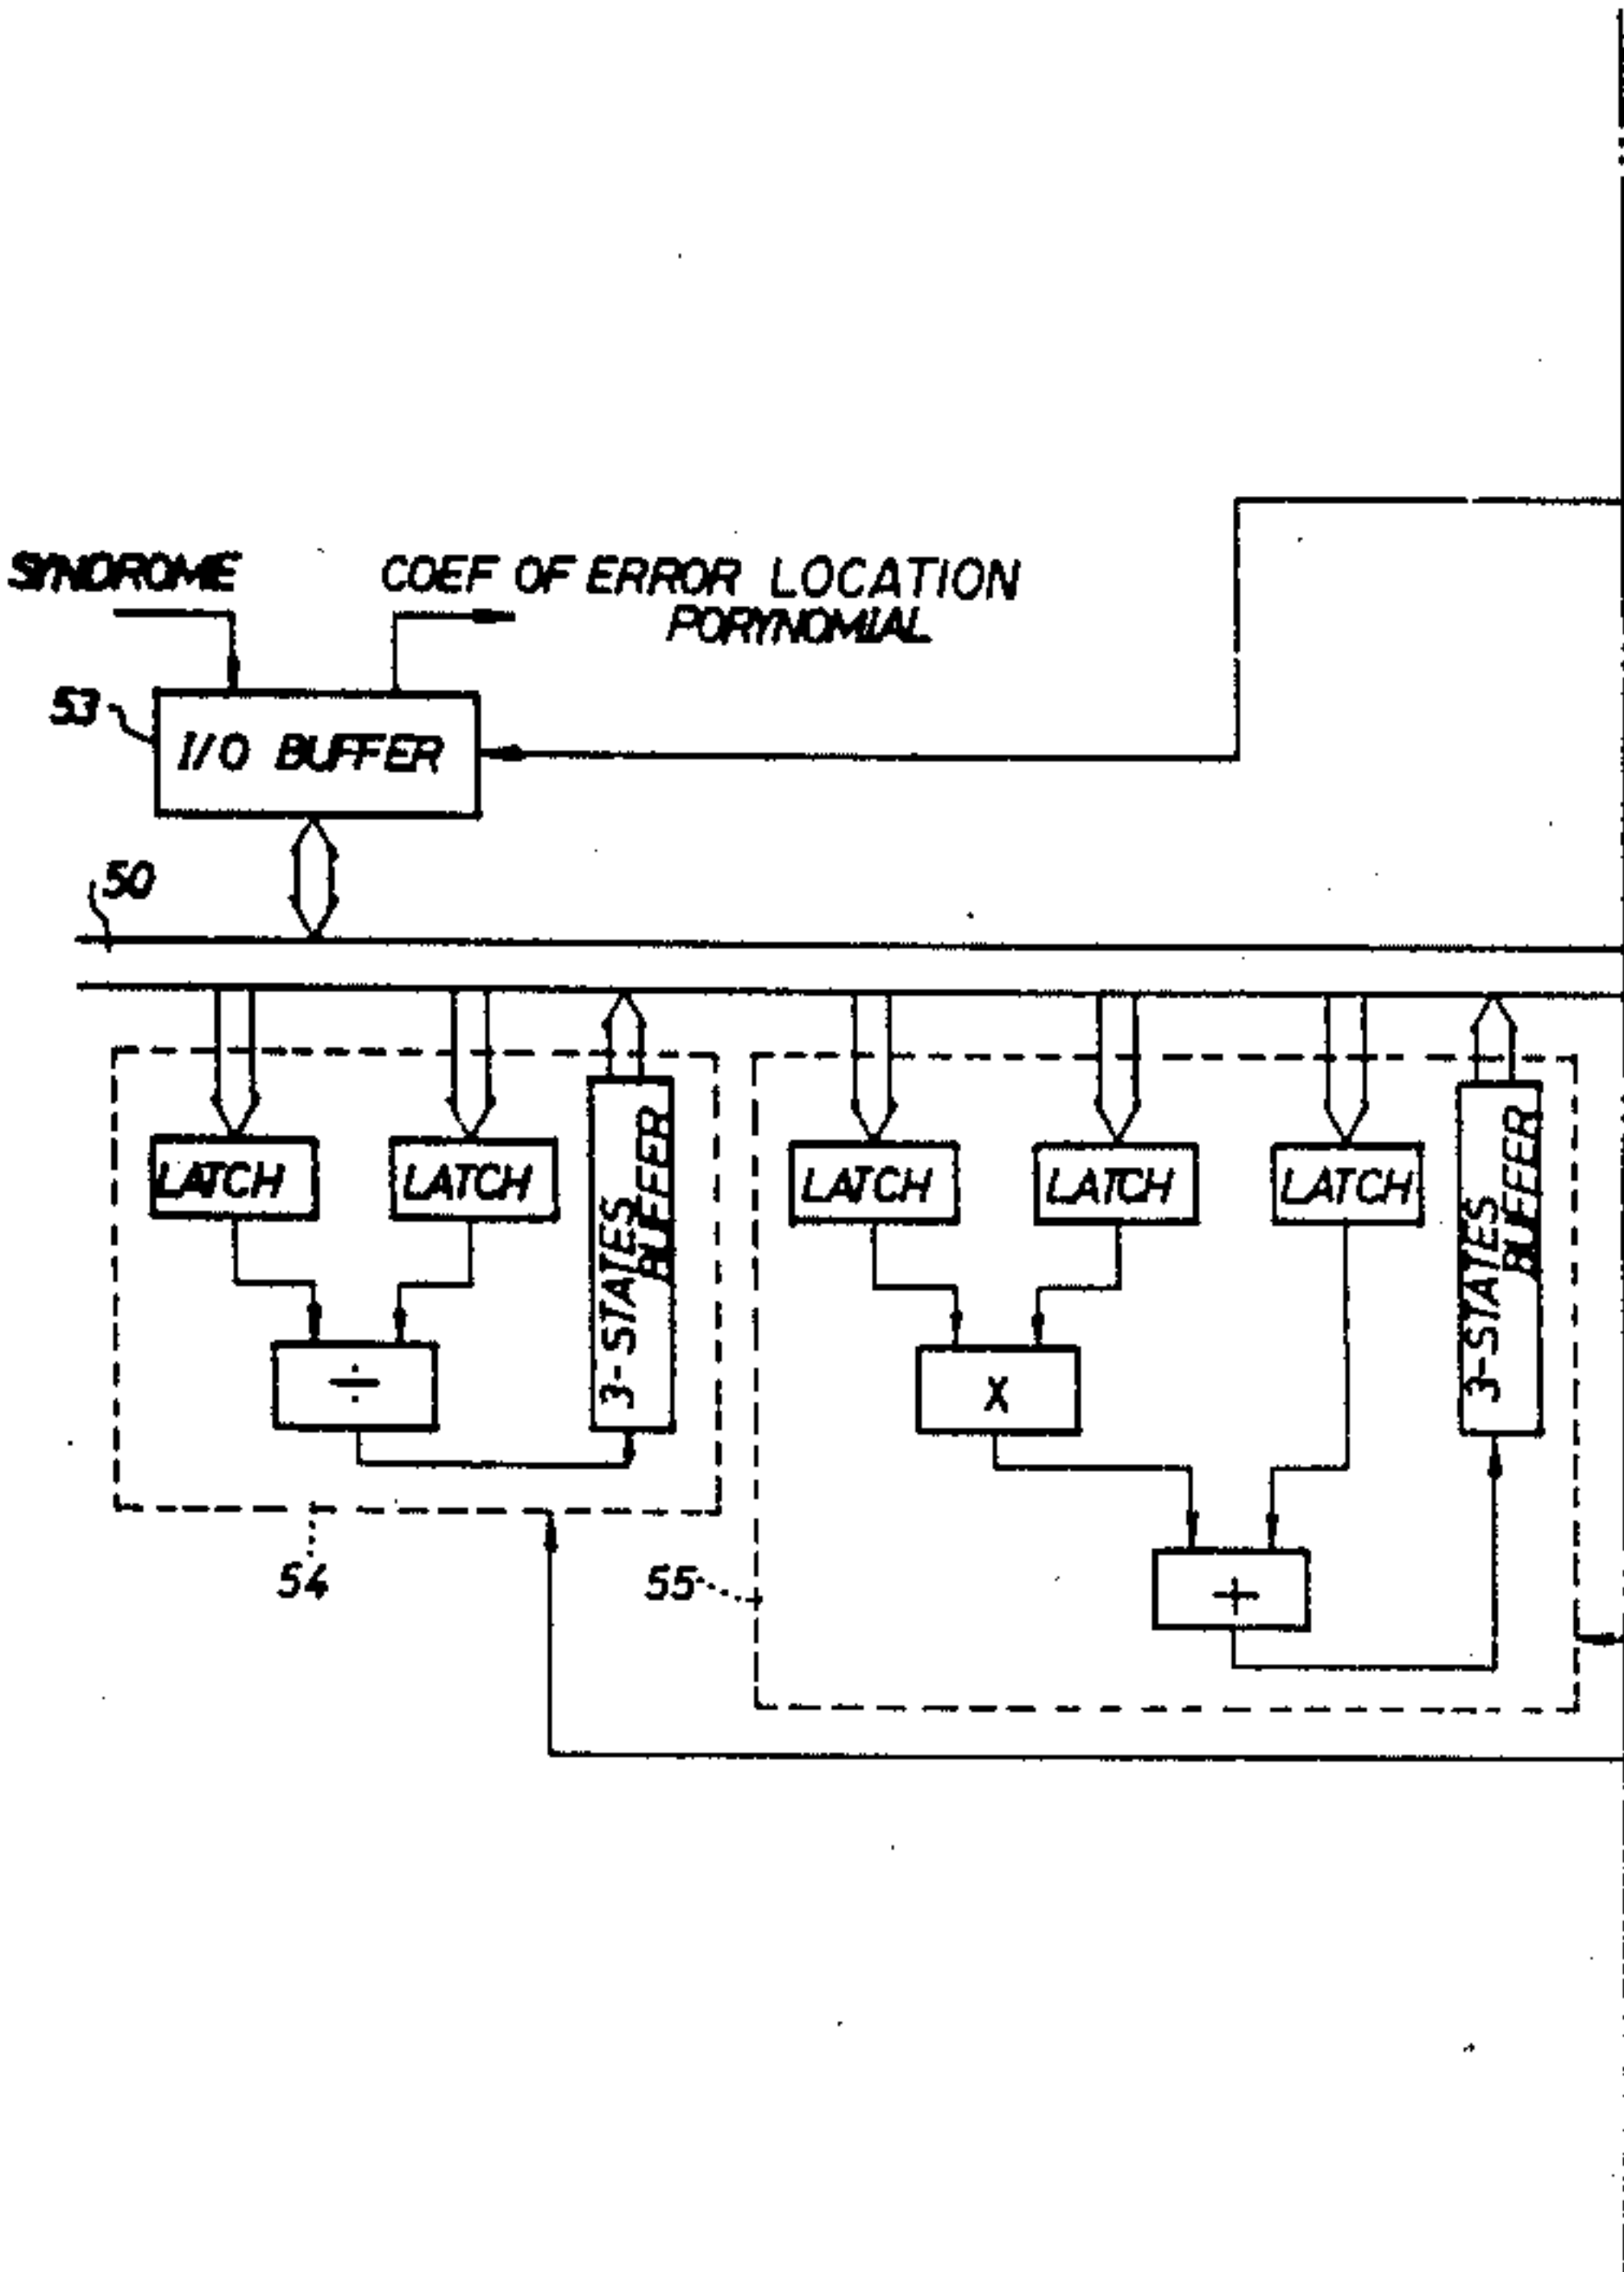 SYNDROME
COEF OF ERROR LOCATION
PORYNOMIAL
53
I/O BUFFER
50
LATCH
LATCH
3-STATES
BUFFER
LATCH
LATCH
LATCH
3-STATES
BUFFER
÷
X
54
55
+